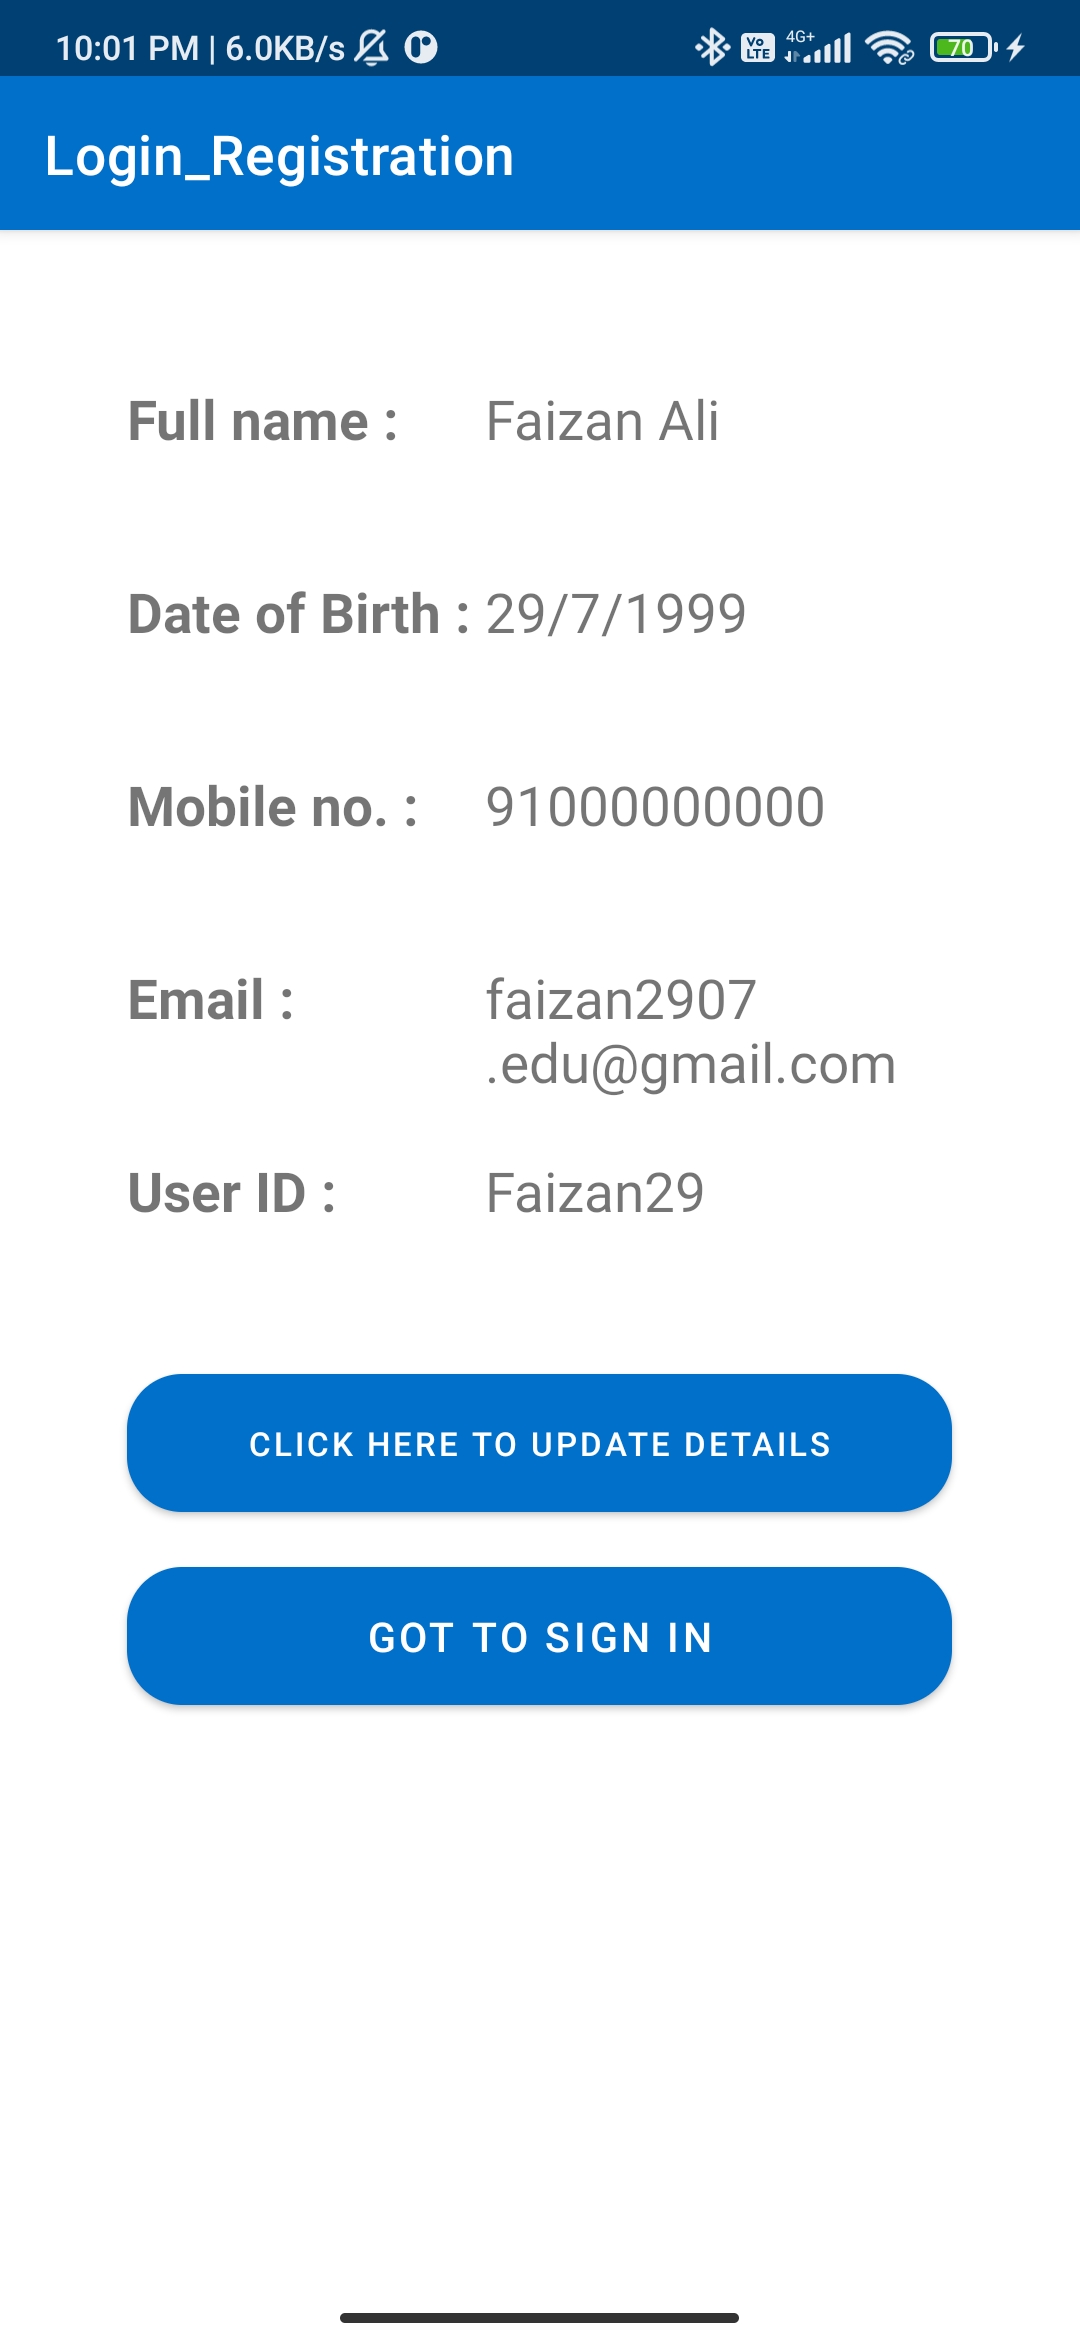 10:01 PM | 6.0KB/s Vo LTE 4G+ 70
Login_Registration
Full name : Faizan Ali
Date of Birth : 29/7/1999
Mobile no. : 91000000000
Email : faizan2907
.edu@gmail.com
User ID : Faizan29
CLICK HERE TO UPDATE DETAILS
GOT TO SIGN IN